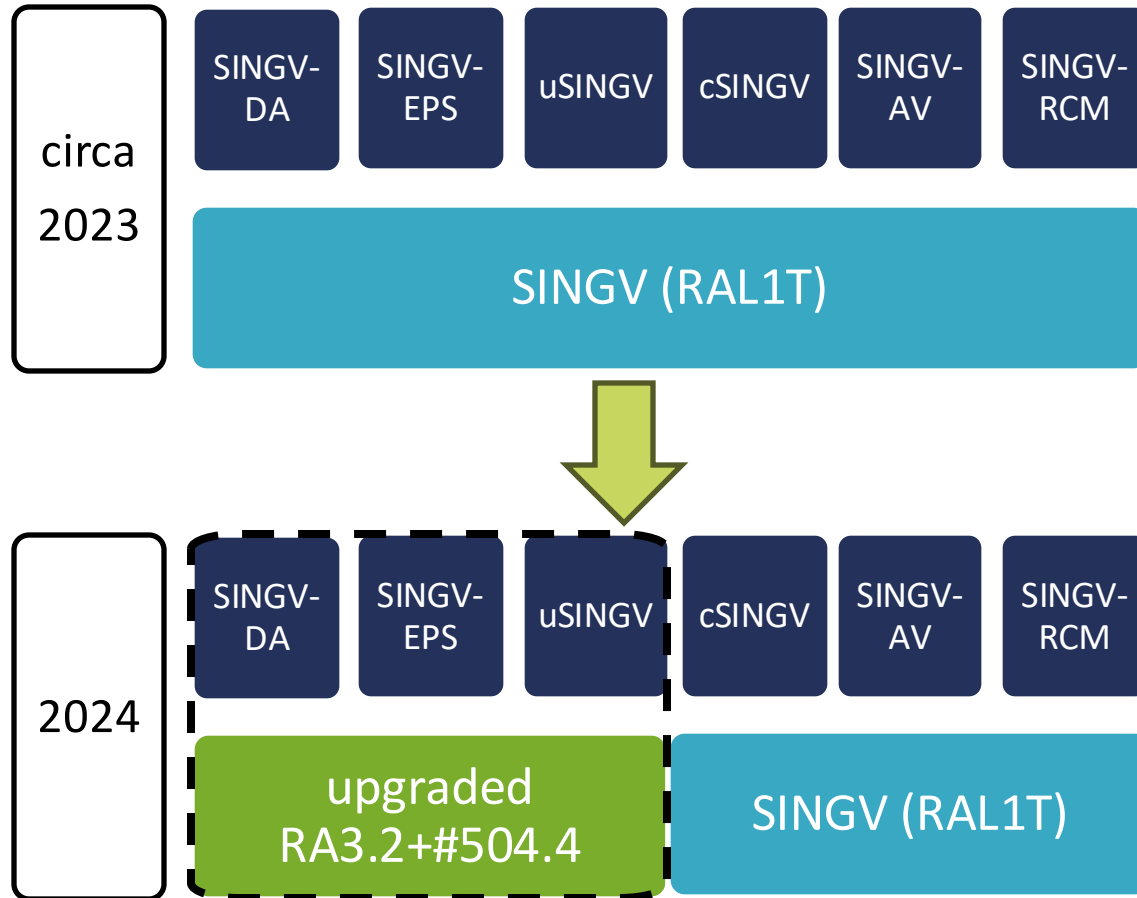 circa
2023
SINGV-
DA
SINGV-
EPS
uSINGV
cSINGV
SINGV-
AV
SINGV-
RCM
SINGV (RAL1T)
2024
SINGV-
DA
SINGV-
EPS
uSINGV
cSINGV
SINGV-
AV
SINGV-
RCM
upgraded
RA3.2+#504.4
SINGV (RAL1T)